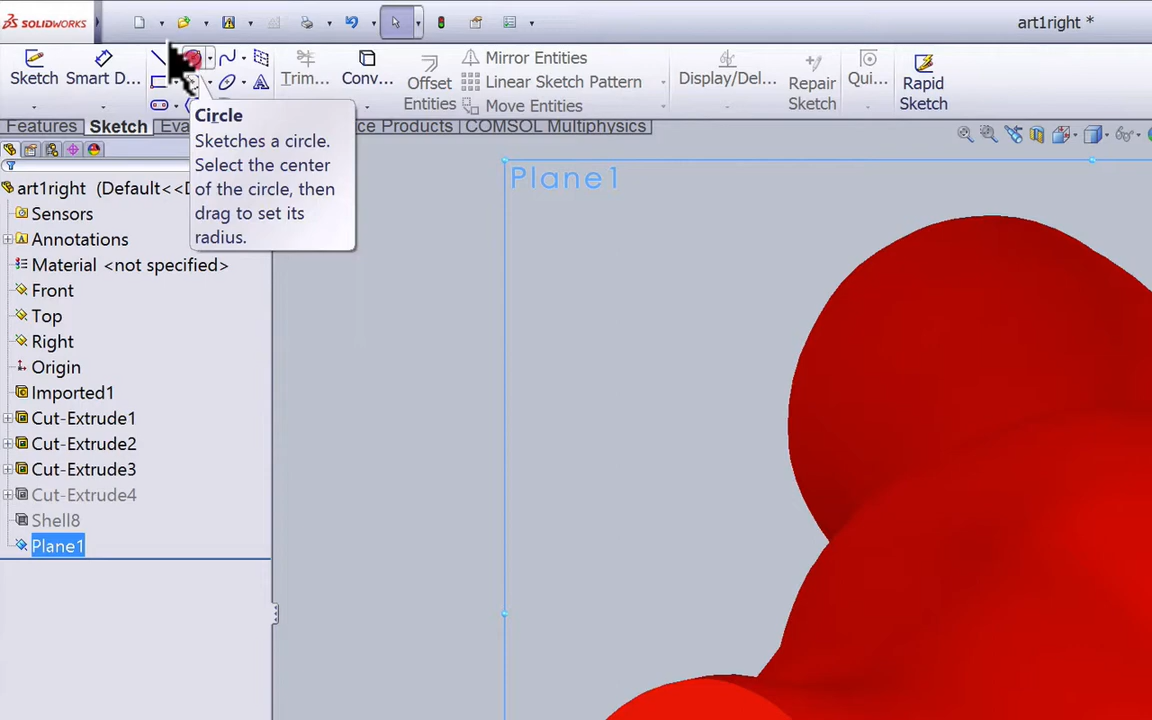 SOLIDWORKS
art1right *
Sketch
Smart D...
Trim...
Conv...
Offset
Entities
Mirror Entities
Linear Sketch Pattern
Move Entities
Display/Del...
Repair
Sketch
Qui...
Rapid
Sketch
Features
Sketch
Eva
ce Products
COMSOL Multiphysics
Circle
Sketches a circle.
Select the center
of the circle, then
drag to set its
radius.
art1right (Default<<D
Sensors
Annotations
Material <not specified>
Front
Top
Right
Origin
Imported1
Cut-Extrude1
Cut-Extrude2
Cut-Extrude3
Cut-Extrude4
Shell8
Plane1
Plane1